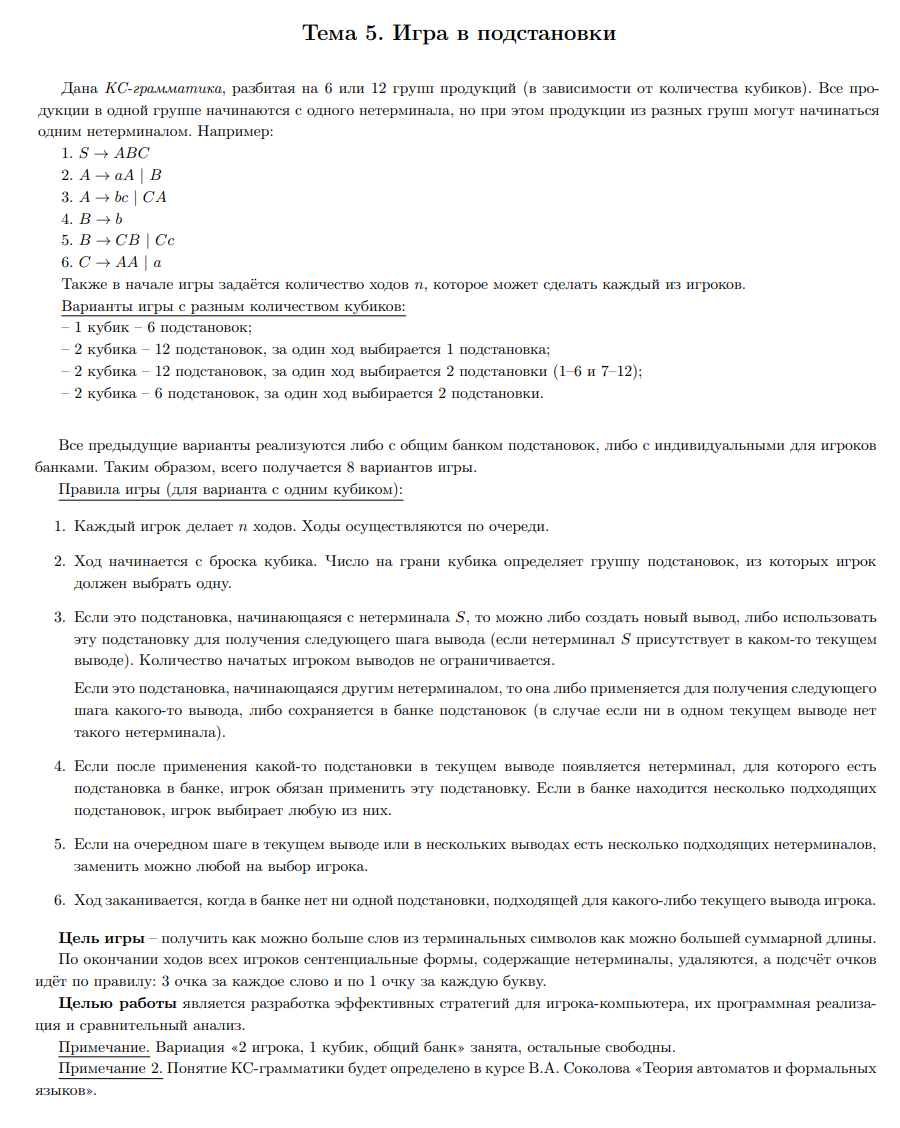 Тема 5. Игра в подстановки
Дана КС-грамматика, разбитая на 6 или 12 групп продукций (в зависимости от количества кубиков). Все про-
дукции в одной группе начинаются с одного нетерминала, но при этом продукции из разных групп могут начинаться
одним нетерминалом. Например:
1. S → ABC
2. A → aA | B
3. A → bc | CA
4. B → b
5. B → CB | Cc
6. C → AA | a
Также в начале игры задаётся количество ходов n, которое может сделать каждый из игроков.
Варианты игры с разным количеством кубиков:
– 1 кубик – 6 подстановок;
– 2 кубика – 12 подстановок, за один ход выбирается 1 подстановка;
– 2 кубика – 12 подстановок, за один ход выбирается 2 подстановки (1–6 и 7–12);
– 2 кубика – 6 подстановок, за один ход выбирается 2 подстановки.
Все предыдущие варианты реализуются либо с общим банком подстановок, либо с индивидуальными для игроков
банками. Таким образом, всего получается 8 вариантов игры.
Правила игры (для варианта с одним кубиком):
1. Каждый игрок делает n ходов. Ходы осуществляются по очереди.
2. Ход начинается с броска кубика. Число на грани кубика определяет группу подстановок, из которых игрок
должен выбрать одну.
3. Если это подстановка, начинающаяся с нетерминала S, то можно либо создать новый вывод, либо использовать
эту подстановку для получения следующего шага вывода (если нетерминал S присутствует в каком-то текущем
выводе). Количество начатых игроком выводов не ограничивается.
Если это подстановка, начинающаяся другим нетерминалом, то она либо применяется для получения следующего
шага какого-то вывода, либо сохраняется в банке подстановок (в случае если ни в одном текущем выводе нет
такого нетерминала).
4. Если после применения какой-то подстановки в текущем выводе появляется нетерминал, для которого есть
подстановка в банке, игрок обязан применить эту подстановку. Если в банке находится несколько подходящих
подстановок, игрок выбирает любую из них.
5. Если на очередном шаге в текущем выводе или в нескольких выводах есть несколько подходящих нетерминалов,
заменить можно любой на выбор игрока.
6. Ход заканивается, когда в банке нет ни одной подстановки, подходящей для какого-либо текущего вывода игрока.
Цель игры – получить как можно больше слов из терминальных символов как можно большей суммарной длины.
По окончании ходов всех игроков сентенциальные формы, содержащие нетерминалы, удаляются, а подсчёт очков
идёт по правилу: 3 очка за каждое слово и по 1 очку за каждую букву.
Целью работы является разработка эффективных стратегий для игрока-компьютера, их программная реализа-
ция и сравнительный анализ.
Примечание. Вариация «2 игрока, 1 кубик, общий банк» занята, остальные свободны.
Примечание 2. Понятие КС-грамматики будет определено в курсе В.А. Соколова «Теория автоматов и формальных
языков».